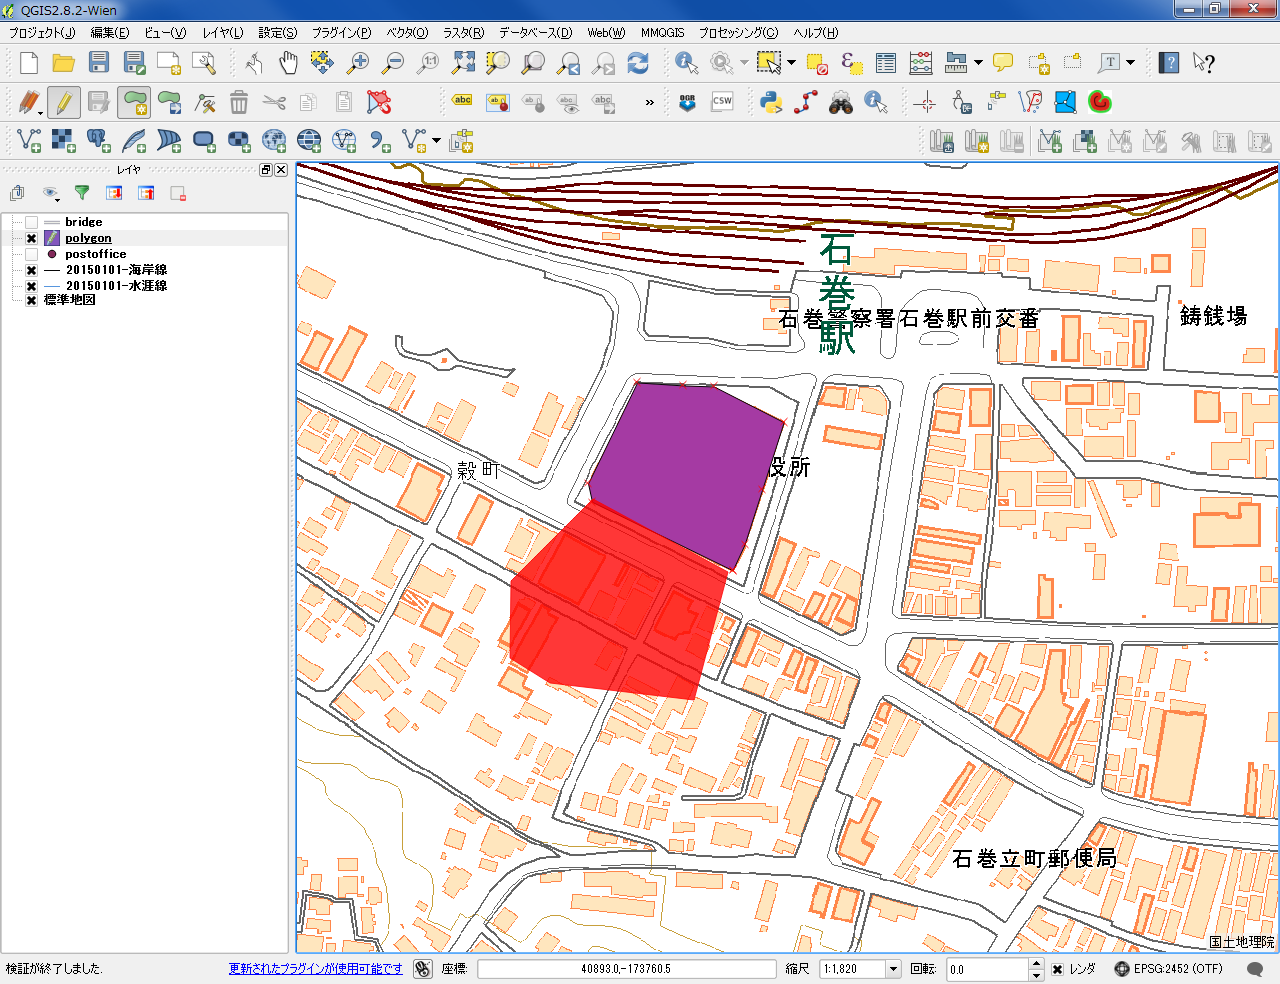 QGIS2.8.2-Wien
プロジェクト(J) 編集(E) ビュー(V) レイヤ(L) 設定(S) プラグイン(P) ベクタ(O) ラスタ(R) データベース(D) Web(W) MMQGIS プロセッシング(C) ヘルプ(H)
レイヤ
bridge
polygon
postoffice
20150101-海岸線
20150101-水涯線
標準地図
石巻駅
石巻警察署石巻駅前交番
鋳銭場
穀町
役所
石巻立町郵便局
国土地理院
検証が終了しました. 更新されたプラグインが使用可能です 座標: 40893.0,-173760.5 縮尺 1:1,820 回転: 0.0 レンダ EPSG:2452 (OTF)